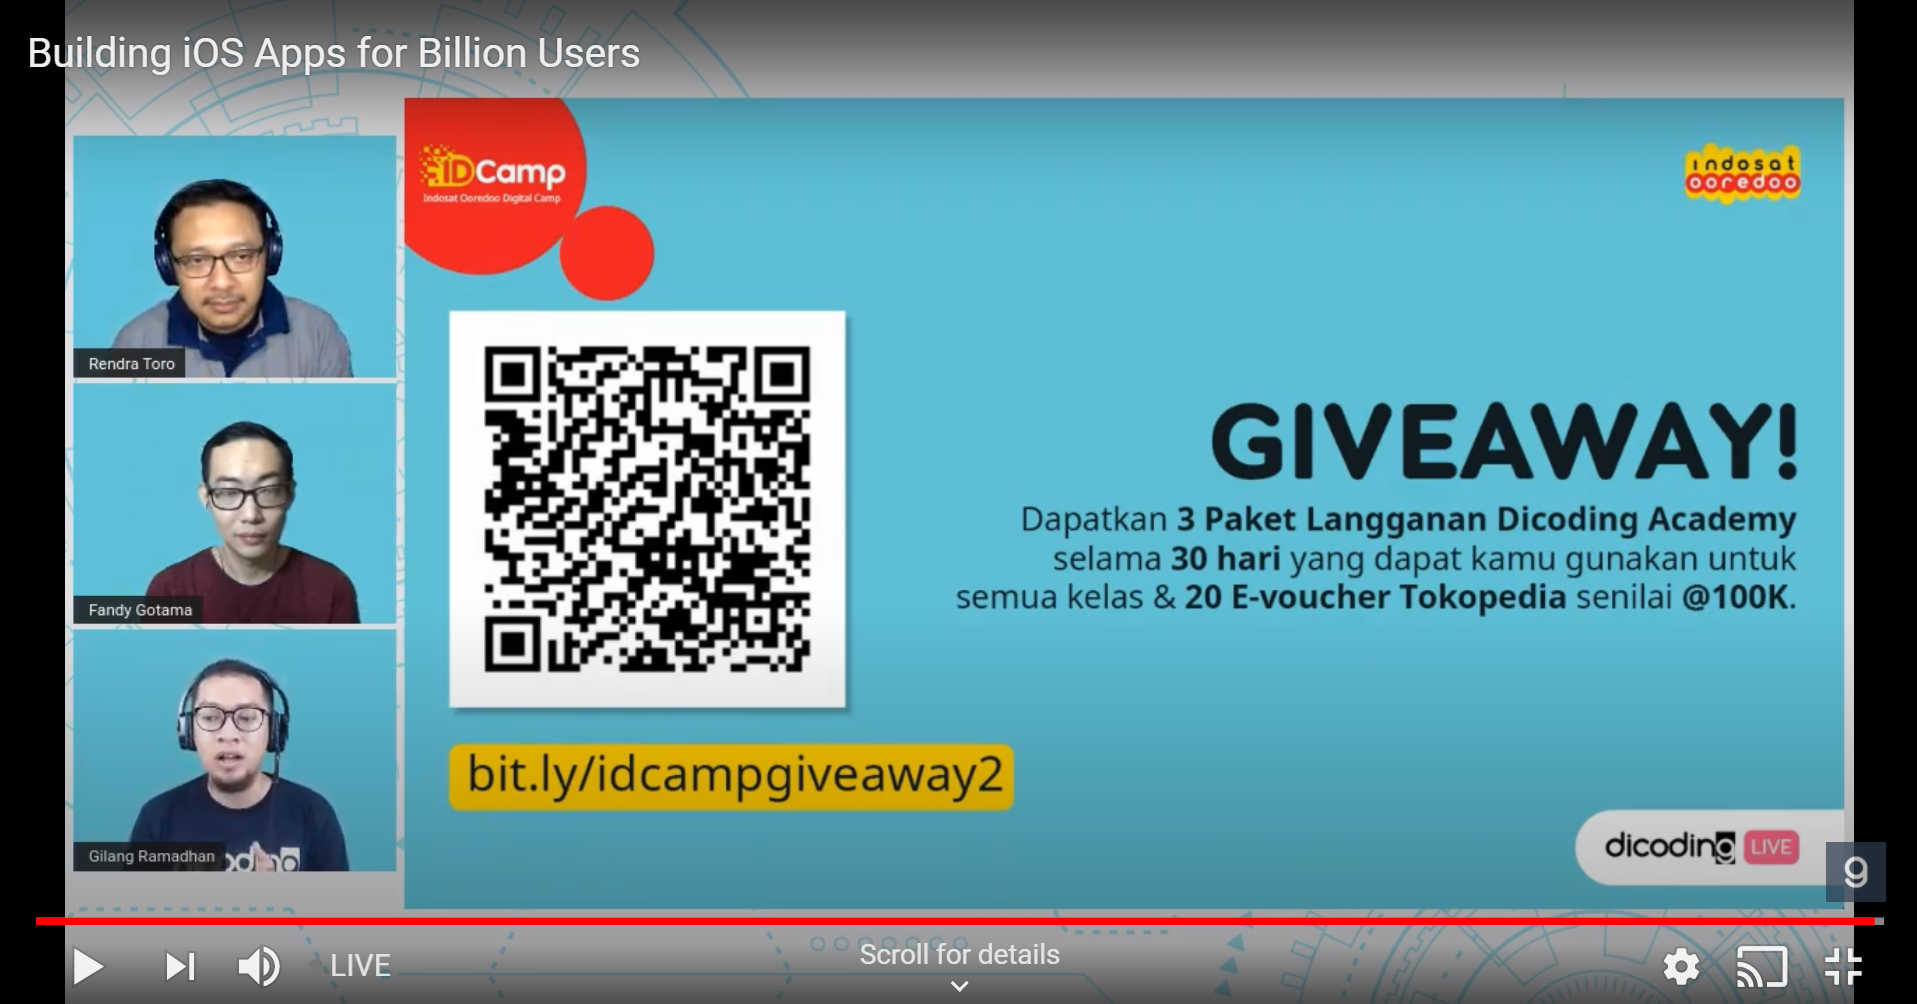 Building iOS Apps for Billion Users
iDCamp
Indosat Ooredoo Digital Camp
indosat
ooredoo
Rendra Toro
Fandy Gotama
Gilang Ramadhan
GIVEAWAY!
Dapatkan 3 Paket Langganan Dicoding Academy
selama 30 hari yang dapat kamu gunakan untuk
semua kelas & 20 E-voucher Tokopedia senilai @100K.
bit.ly/idcampgiveaway2
dicoding LIVE
g
LIVE
Scroll for details